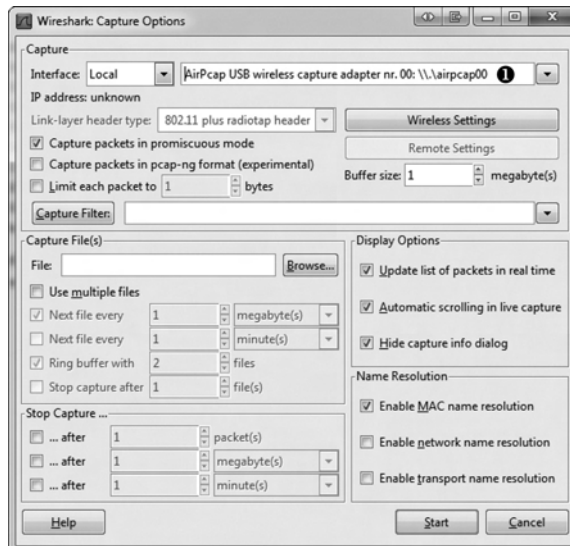 Wireshark: Capture Options
Capture
Interface: Local AirPcap USB wireless capture adapter nr. 00: \\.\airpcap00 1
IP address: unknown
Link-layer header type: 802.11 plus radiotap header
Wireless Settings
Capture packets in promiscuous mode
Remote Settings
Capture packets in pcap-ng format (experimental)
Limit each packet to 1 bytes
Buffer size: 1 megabyte(s)
Capture Filter:
Capture File(s)
File: Browse...
Use multiple files
Next file every 1 megabyte(s)
Next file every 1 minute(s)
Ring buffer with 2 files
Stop capture after 1 file(s)
Stop Capture ...
... after 1 packet(s)
... after 1 megabyte(s)
... after 1 minute(s)
Display Options
Update list of packets in real time
Automatic scrolling in live capture
Hide capture info dialog
Name Resolution
Enable MAC name resolution
Enable network name resolution
Enable transport name resolution
Help
Start
Cancel